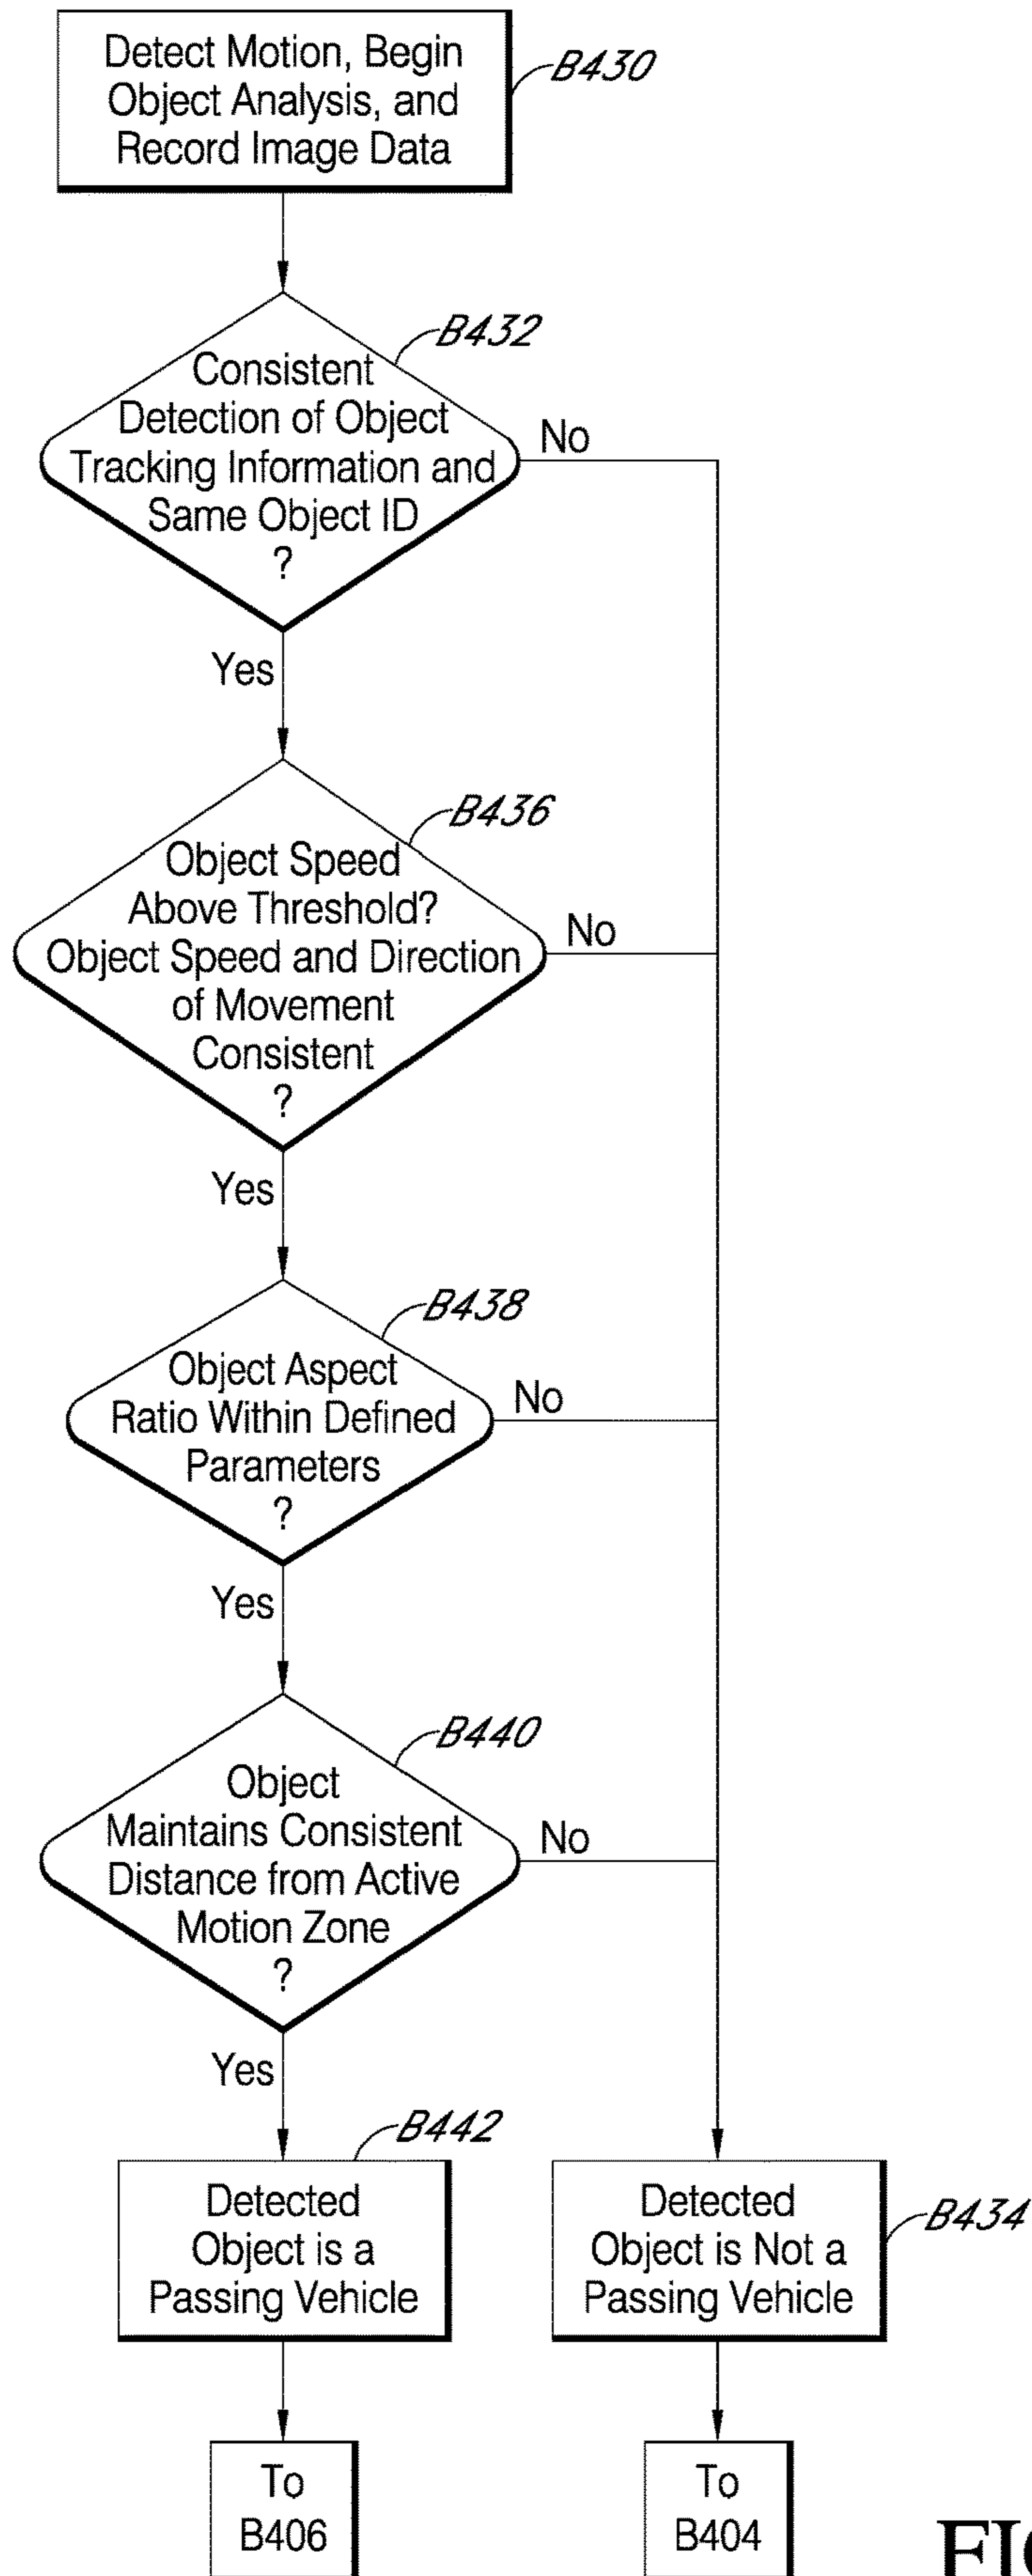 Detect Motion, Begin
Object Analysis, and
Record Image Data
B430
B432
Consistent
Detection of Object
Tracking Information and
Same Object ID
?
No
Yes
B436
Object Speed
Above Threshold?
Object Speed and Direction
of Movement
Consistent
?
No
Yes
B438
Object Aspect
Ratio Within Defined
Parameters
?
No
Yes
B440
Object
Maintains Consistent
Distance from Active
Motion Zone
?
No
Yes
B442
Detected
Object is a
Passing Vehicle
Detected
Object is Not a
Passing Vehicle
B434
To
B406
To
B404